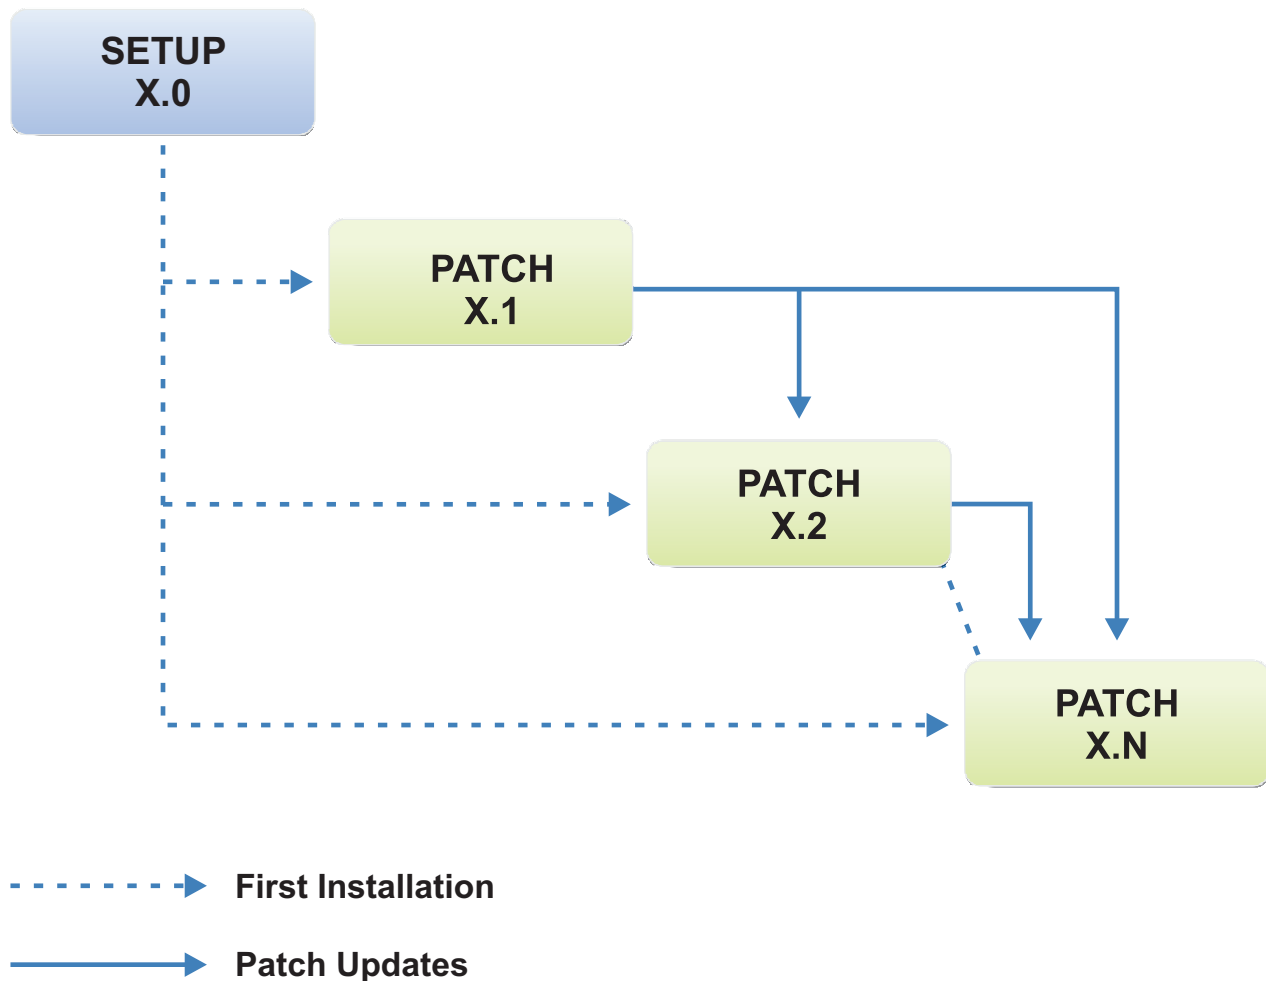 SETUP
X.0
PATCH
X.1
PATCH
X.2
PATCH
X.N
First Installation
Patch Updates